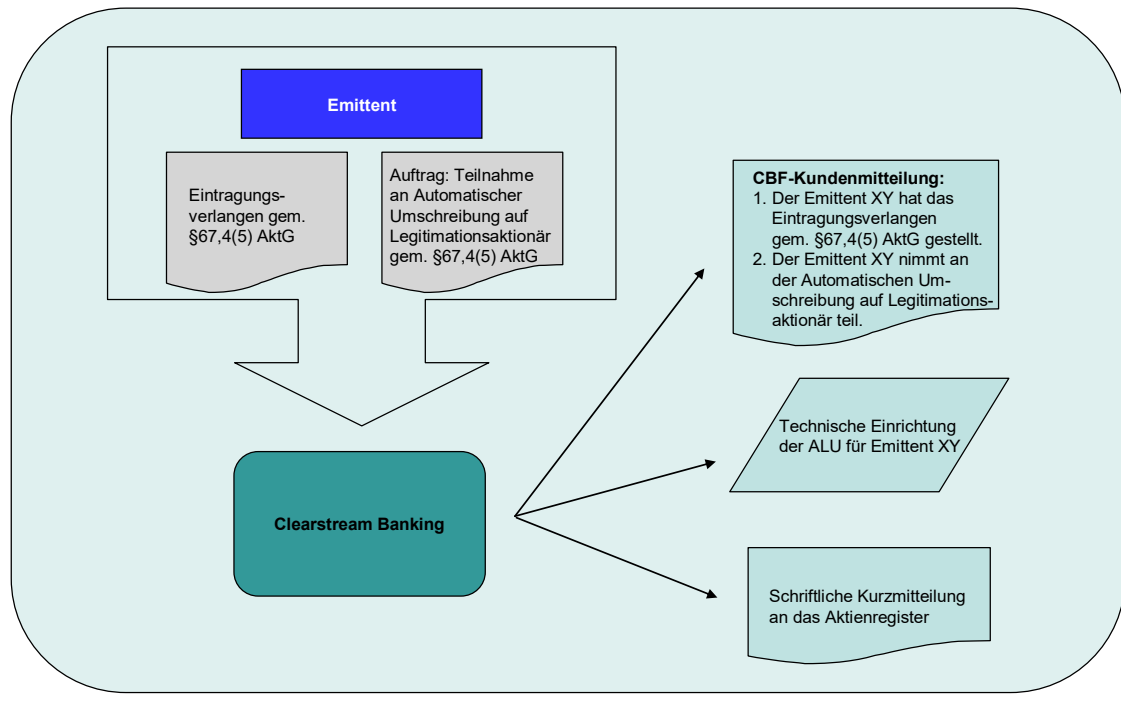 Emittent
Eintragungs-
verlangen gem.
§67,4(5) AktG
Auftrag: Teilnahme
an Automatischer
Umschreibung auf
Legitimationsaktionär
gem. §67,4(5) AktG
Clearstream Banking
CBF-Kundenmitteilung:
1. Der Emittent XY hat das
Eintragungsverlangen
gem. §67,4(5) AktG gestellt.
2. Der Emittent XY nimmt an
der Automatischen Um-
schreibung auf Legitimations-
aktionär teil.
Technische Einrichtung
der ALU für Emittent XY
Schriftliche Kurzmitteilung
an das Aktienregister